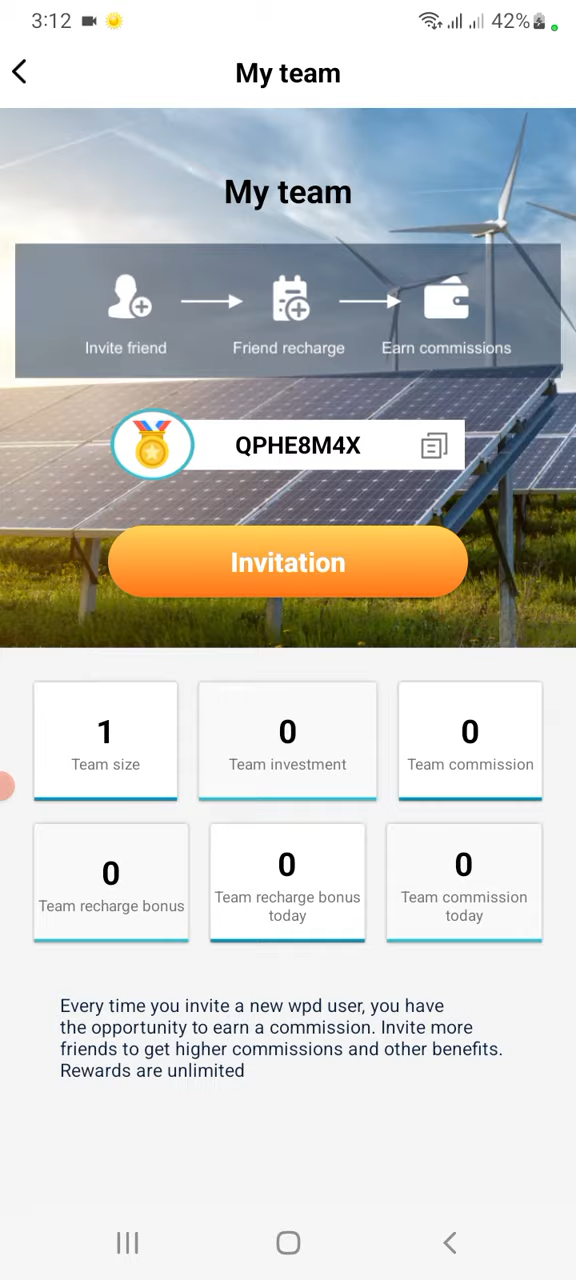 3:12
42%
My team
My team
Invite friend
Friend recharge
Earn commissions
QPHE8M4X
Invitation
1
Team size
0
Team investment
0
Team commission
0
Team recharge bonus
0
Team recharge bonus
today
0
Team commission
today
Every time you invite a new wpd user, you have
the opportunity to earn a commission. Invite more
friends to get higher commissions and other benefits.
Rewards are unlimited